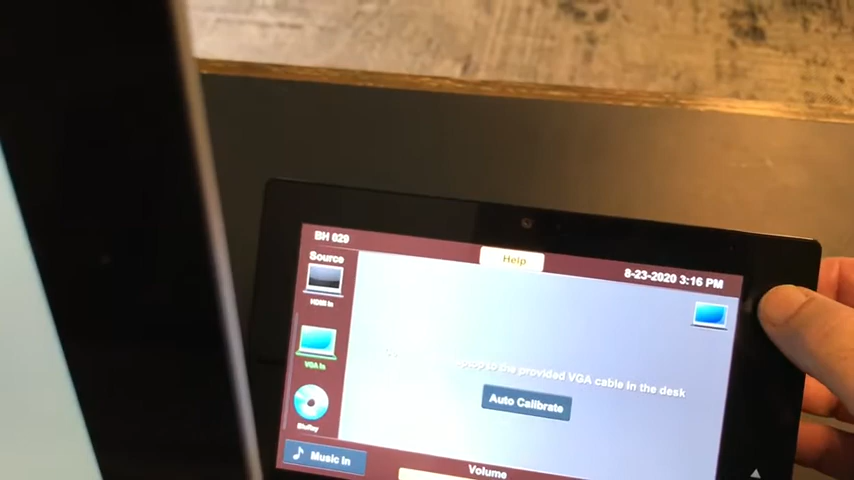 BH 029
Help
8-23-2020 3:16 PM
Source
HDMI In
VGA In
to the provided VGA cable in the desk
BluRay
Auto Calibrate
Music In
Volume